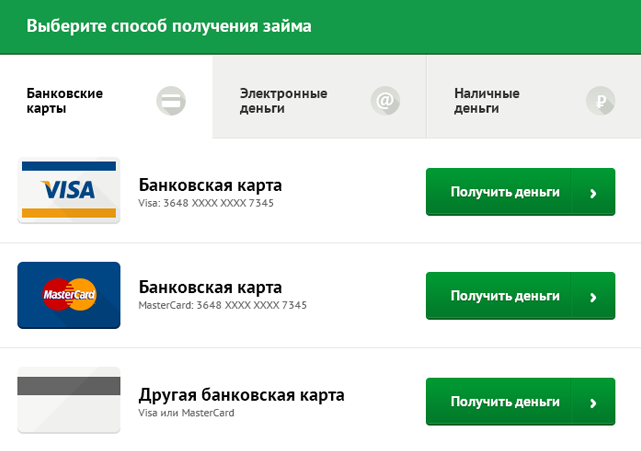 Выберите способ получения займа
Банковские
карты
Электронные
деньги
@
Наличные
деньги
₽
VISA
Банковская карта
Visa: 3648 XXXX XXXX 7345
Получить деньги
MasterCard
Банковская карта
MasterCard: 3648 XXXX XXXX 7345
Получить деньги
Другая банковская карта
Visa или MasterCard
Получить деньги